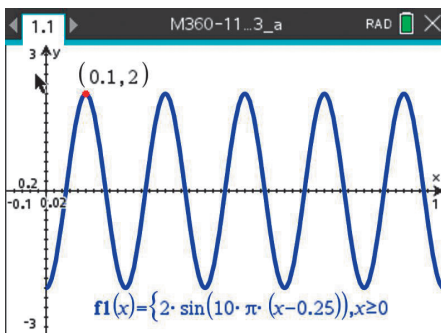 1.1 M360-11...3_a RAD
3 y
(0.1,2)
0.2 x
-0.1 0.02 1
-3
f1(x)={2·sin(10·π·(x-0.25)),x≥0